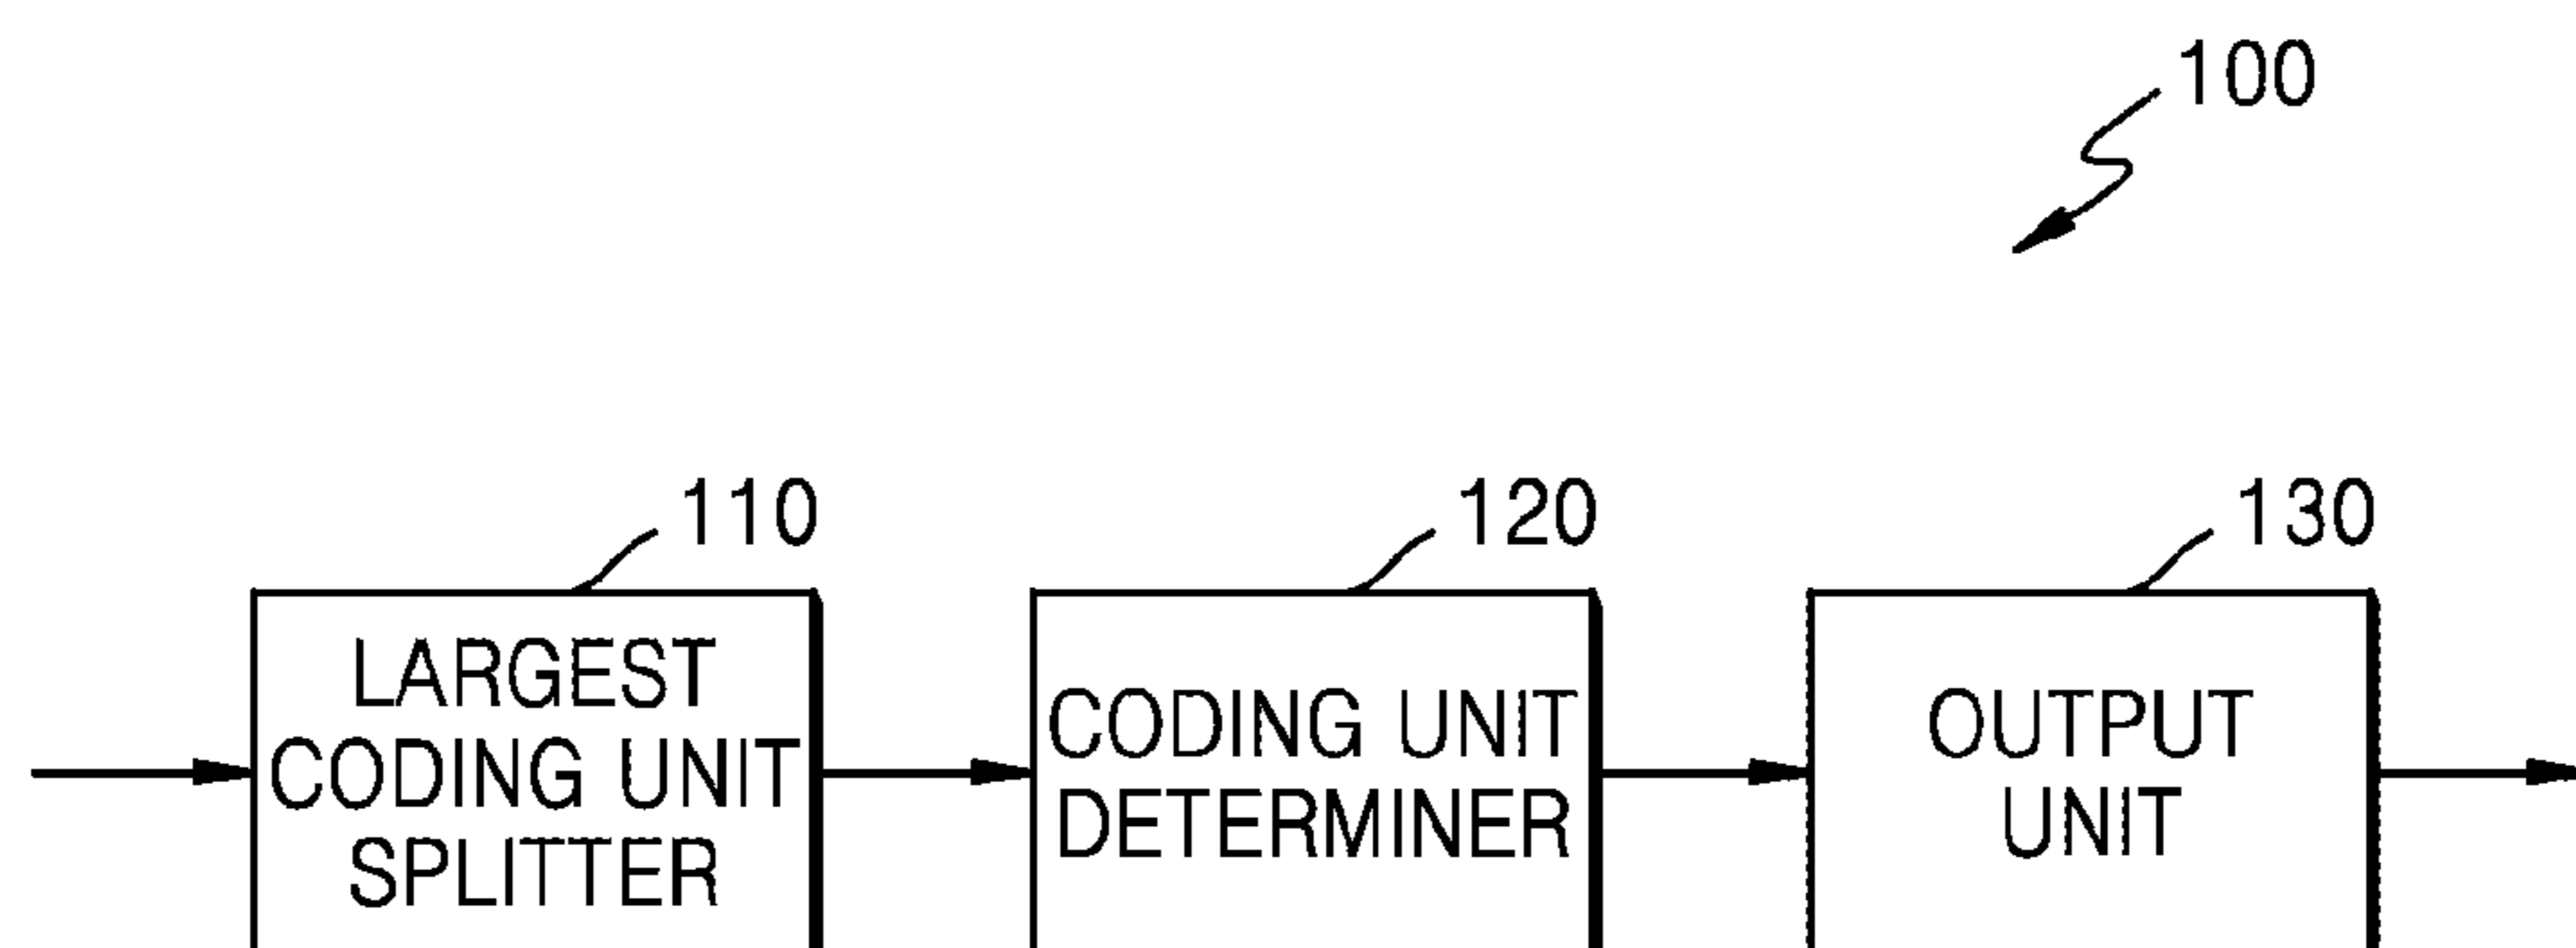 100
110
120
130
LARGEST
CODING UNIT
SPLITTER
CODING UNIT
DETERMINER
OUTPUT
UNIT